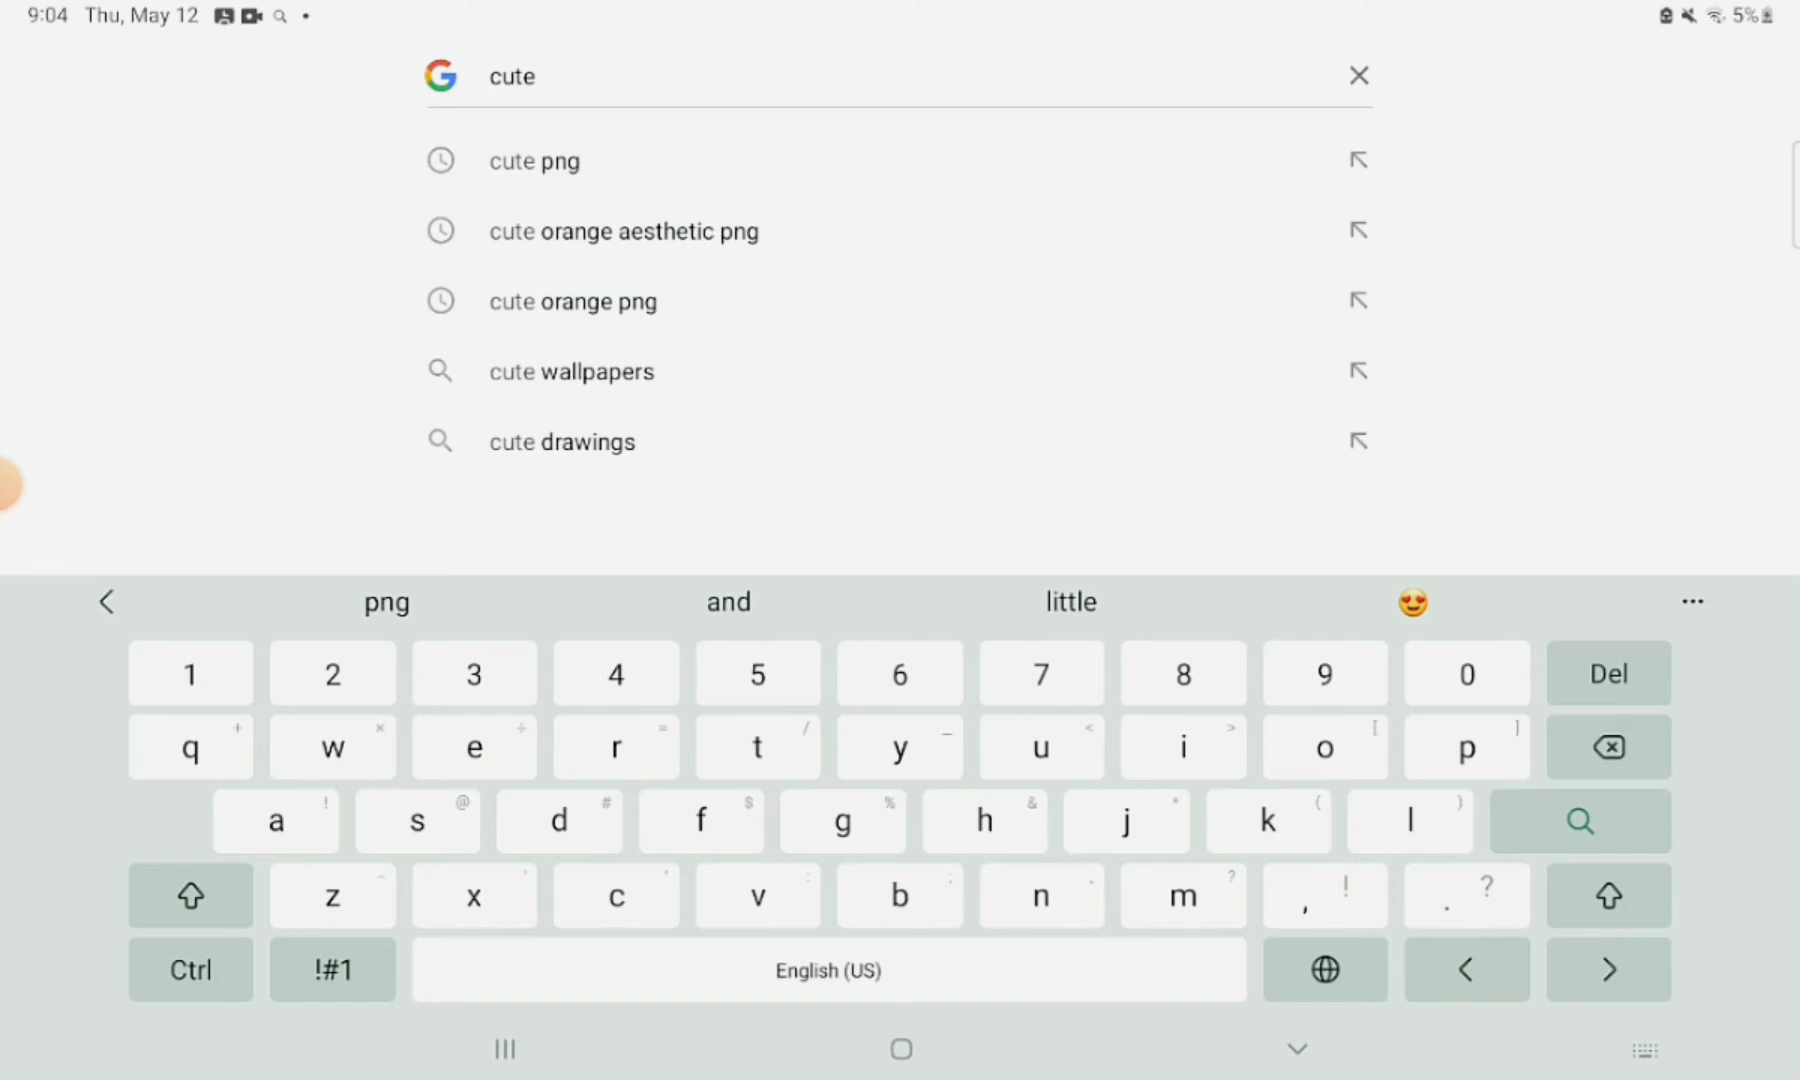 9:04 Thu, May 12
5%
cute
cute png
cute orange aesthetic png
cute orange png
cute wallpapers
cute drawings
png and little 😍 ...
1 2 3 4 5 6 7 8 9 0 Del
+ × ÷ = / _ < > [ ]
q w e r t y u i o p
! @ # $ % & * ( )
a s d f g h j k l
- ' : ; ? ! ?
z x c v b n m , .
Ctrl !#1 English (US) < >